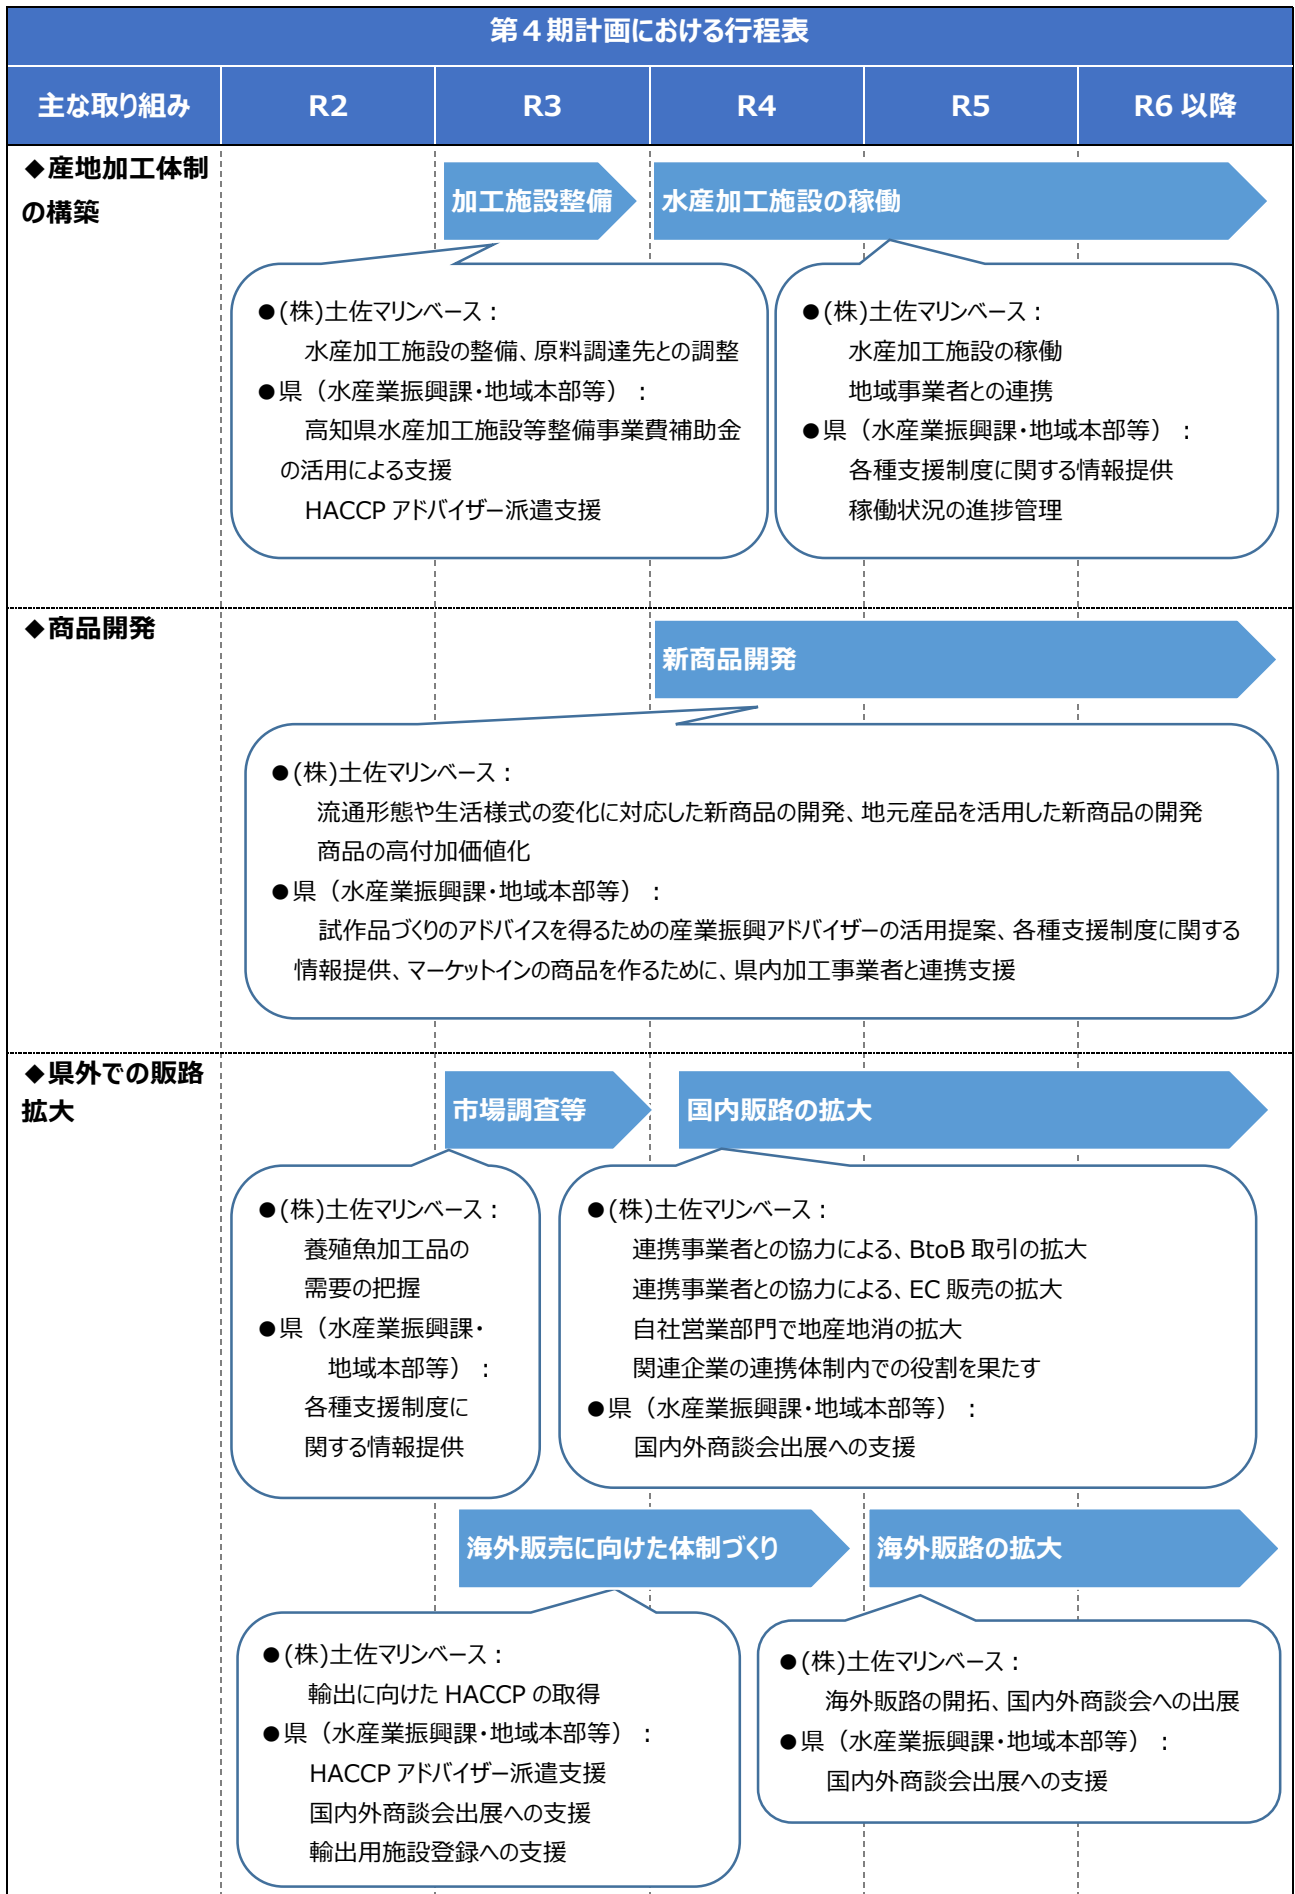 第４期計画における行程表
主な取り組み R2 R3 R4 R5 R6 以降
◆産地加工体制
の構築
加工施設整備
水産加工施設の稼働
●(株)土佐マリンベース：
水産加工施設の整備、原料調達先との調整
●県（水産業振興課・地域本部等）：
高知県水産加工施設等整備事業費補助金
の活用による支援
HACCP アドバイザー派遣支援
●(株)土佐マリンベース：
水産加工施設の稼働
地域事業者との連携
●県（水産業振興課・地域本部等）：
各種支援制度に関する情報提供
稼働状況の進捗管理
◆商品開発
新商品開発
●(株)土佐マリンベース：
流通形態や生活様式の変化に対応した新商品の開発、地元産品を活用した新商品の開発
商品の高付加価値化
●県（水産業振興課・地域本部等）：
試作品づくりのアドバイスを得るための産業振興アドバイザーの活用提案、各種支援制度に関する
情報提供、マーケットインの商品を作るために、県内加工事業者と連携支援
◆県外での販路
拡大
市場調査等
国内販路の拡大
●(株)土佐マリンベース：
養殖魚加工品の
需要の把握
●県（水産業振興課・
地域本部等）：
各種支援制度に
関する情報提供
●(株)土佐マリンベース：
連携事業者との協力による、BtoB 取引の拡大
連携事業者との協力による、EC 販売の拡大
自社営業部門で地産地消の拡大
関連企業の連携体制内での役割を果たす
●県（水産業振興課・地域本部等）：
国内外商談会出展への支援
海外販売に向けた体制づくり
海外販路の拡大
●(株)土佐マリンベース：
輸出に向けた HACCP の取得
●県（水産業振興課・地域本部等）：
HACCP アドバイザー派遣支援
国内外商談会出展への支援
輸出用施設登録への支援
●(株)土佐マリンベース：
海外販路の開拓、国内外商談会への出展
●県（水産業振興課・地域本部等）：
国内外商談会出展への支援